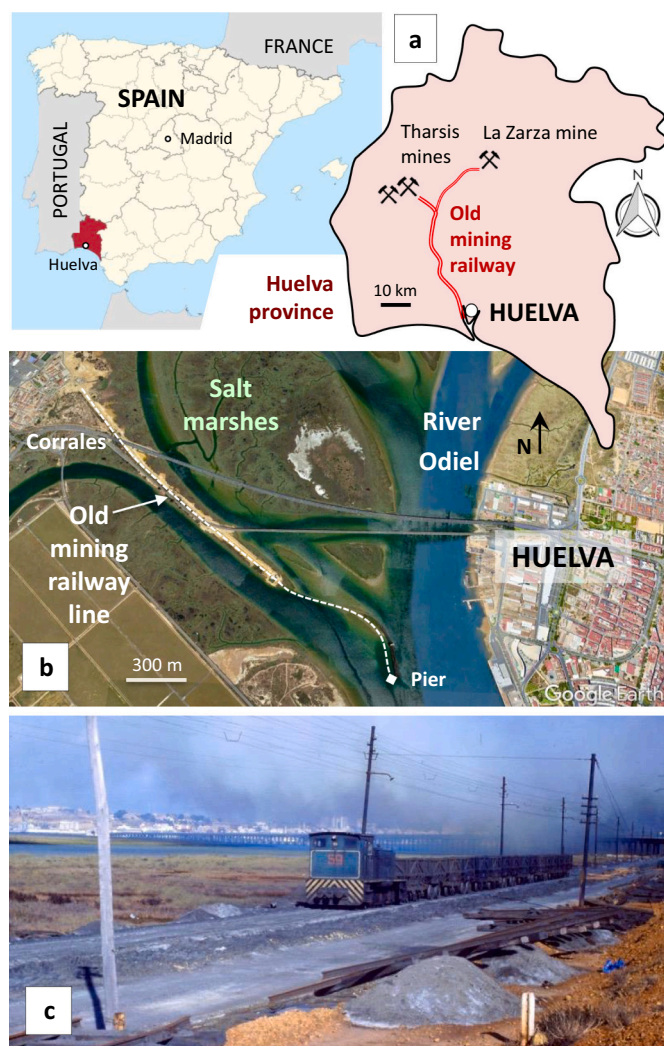 FRANCE
SPAIN
Madrid
PORTUGAL
Huelva
Huelva
province
a
Tharsis
mines
La Zarza mine
Old
mining
railway
N
10 km
HUELVA
Salt
marshes
River
Odiel
N
Corrales
Old
mining
railway
line
HUELVA
b
300 m
Pier
Google Earth
59
c